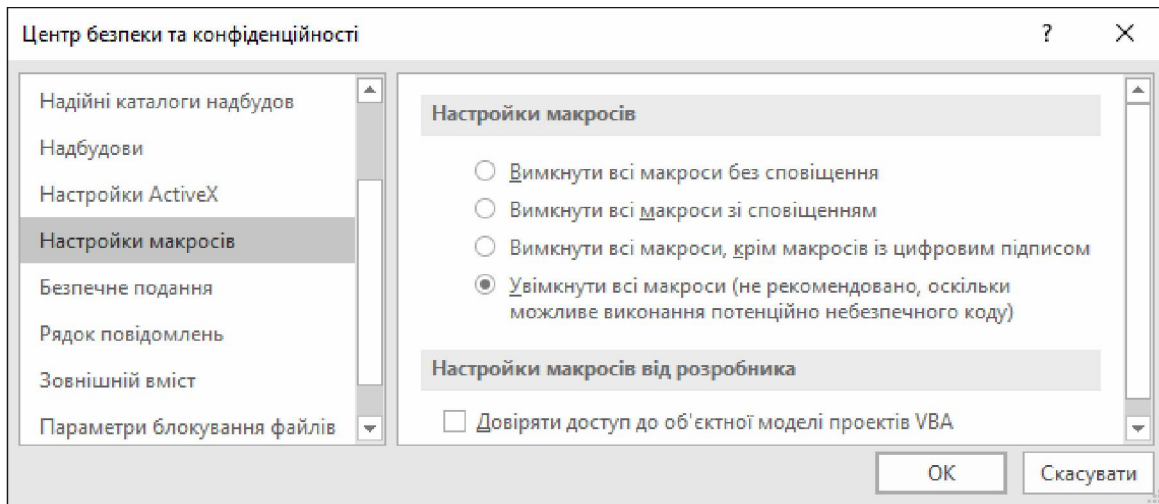 Центр безпеки та конфіденційності
Надійні каталоги надбудов
Надбудови
Настройки ActiveX
Настройки макросів
Безпечне подання
Рядок повідомлень
Зовнішній вміст
Параметри блокування файлів
Настройки макросів
Вимкнути всі макроси без сповіщення
Вимкнути всі макроси зі сповіщенням
Вимкнути всі макроси, крім макросів із цифровим підписом
Увімкнути всі макроси (не рекомендовано, оскільки
можливе виконання потенційно небезпечного коду)
Настройки макросів від розробника
Довіряти доступ до об'єктної моделі проектів VBA
ОК
Скасувати